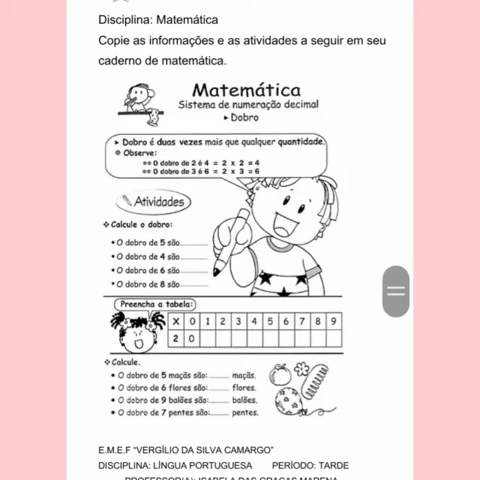 Disciplina: Matemática
Copie as informações e as atividades a seguir em seu
caderno de matemática.
Matemática
Sistema de numeração decimal
▸ Dobro
▸ Dobro é duas vezes mais que qualquer quantidade.
Observe:
O dobro de 2 é 4 = 2 x 2 = 4
O dobro de 3 é 6 = 2 x 3 = 6
Atividades
❖ Calcule o dobro:
• O dobro de 5 são
• O dobro de 4 são
• O dobro de 6 são
• O dobro de 8 são
Preencha a tabela:
X 0 1 2 3 4 5 6 7 8 9
2 0
❖ Calcule.
• O dobro de 5 maçãs são: maçãs.
• O dobro de 6 flores são: flores.
• O dobro de 9 balões são: balões.
• O dobro de 7 pentes são: pentes.
E.M.E.F “VERGÍLIO DA SILVA CAMARGO”
DISCIPLINA: LÍNGUA PORTUGUESA PERÍODO: TARDE